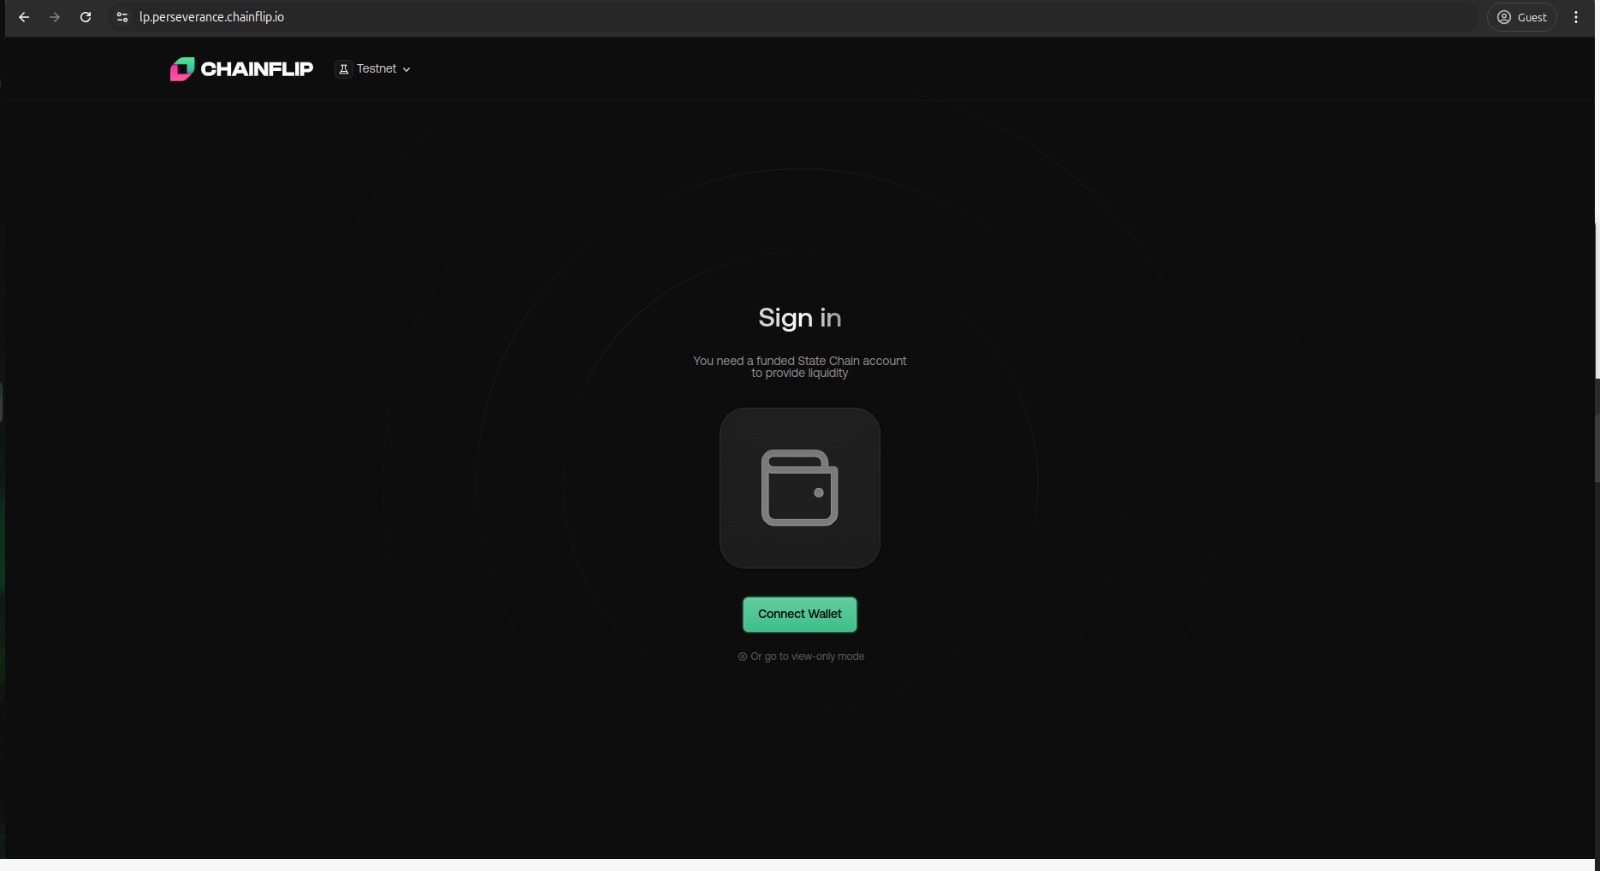 lp.perseverance.chainflip.io
Guest
CHAINFLIP
Testnet
Sign in
You need a funded State Chain account
to provide liquidity
Connect Wallet
Or go to view-only mode